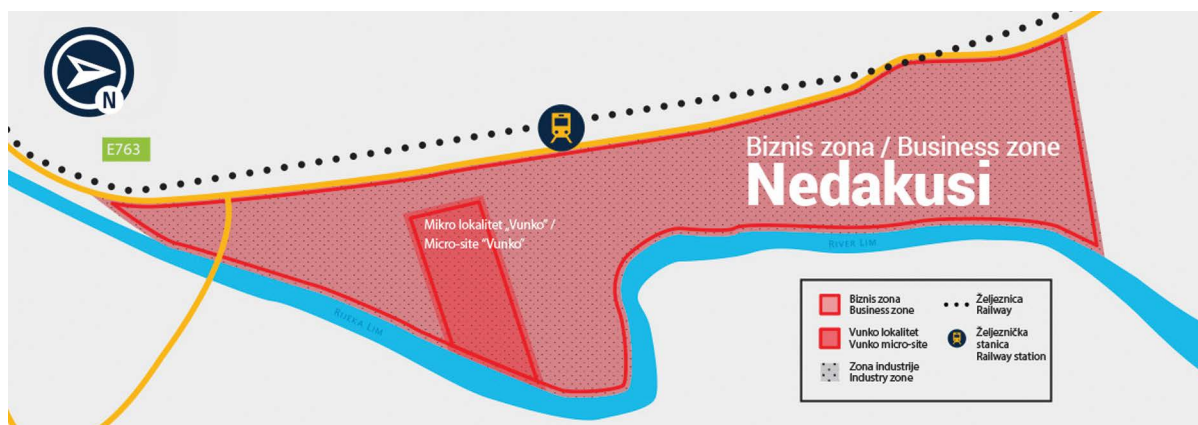 N
E763
Biznis zona / Business zone
Nedakusi
Mikro lokalitet „Vunko” /
Micro-site “Vunko”
RIVER LIM
RIJEKA LIM
Biznis zona
Business zone
Vunko lokalitet
Vunko micro-site
Zona industrije
Industry zone
Željeznica
Railway
Željeznička
stanica
Railway station